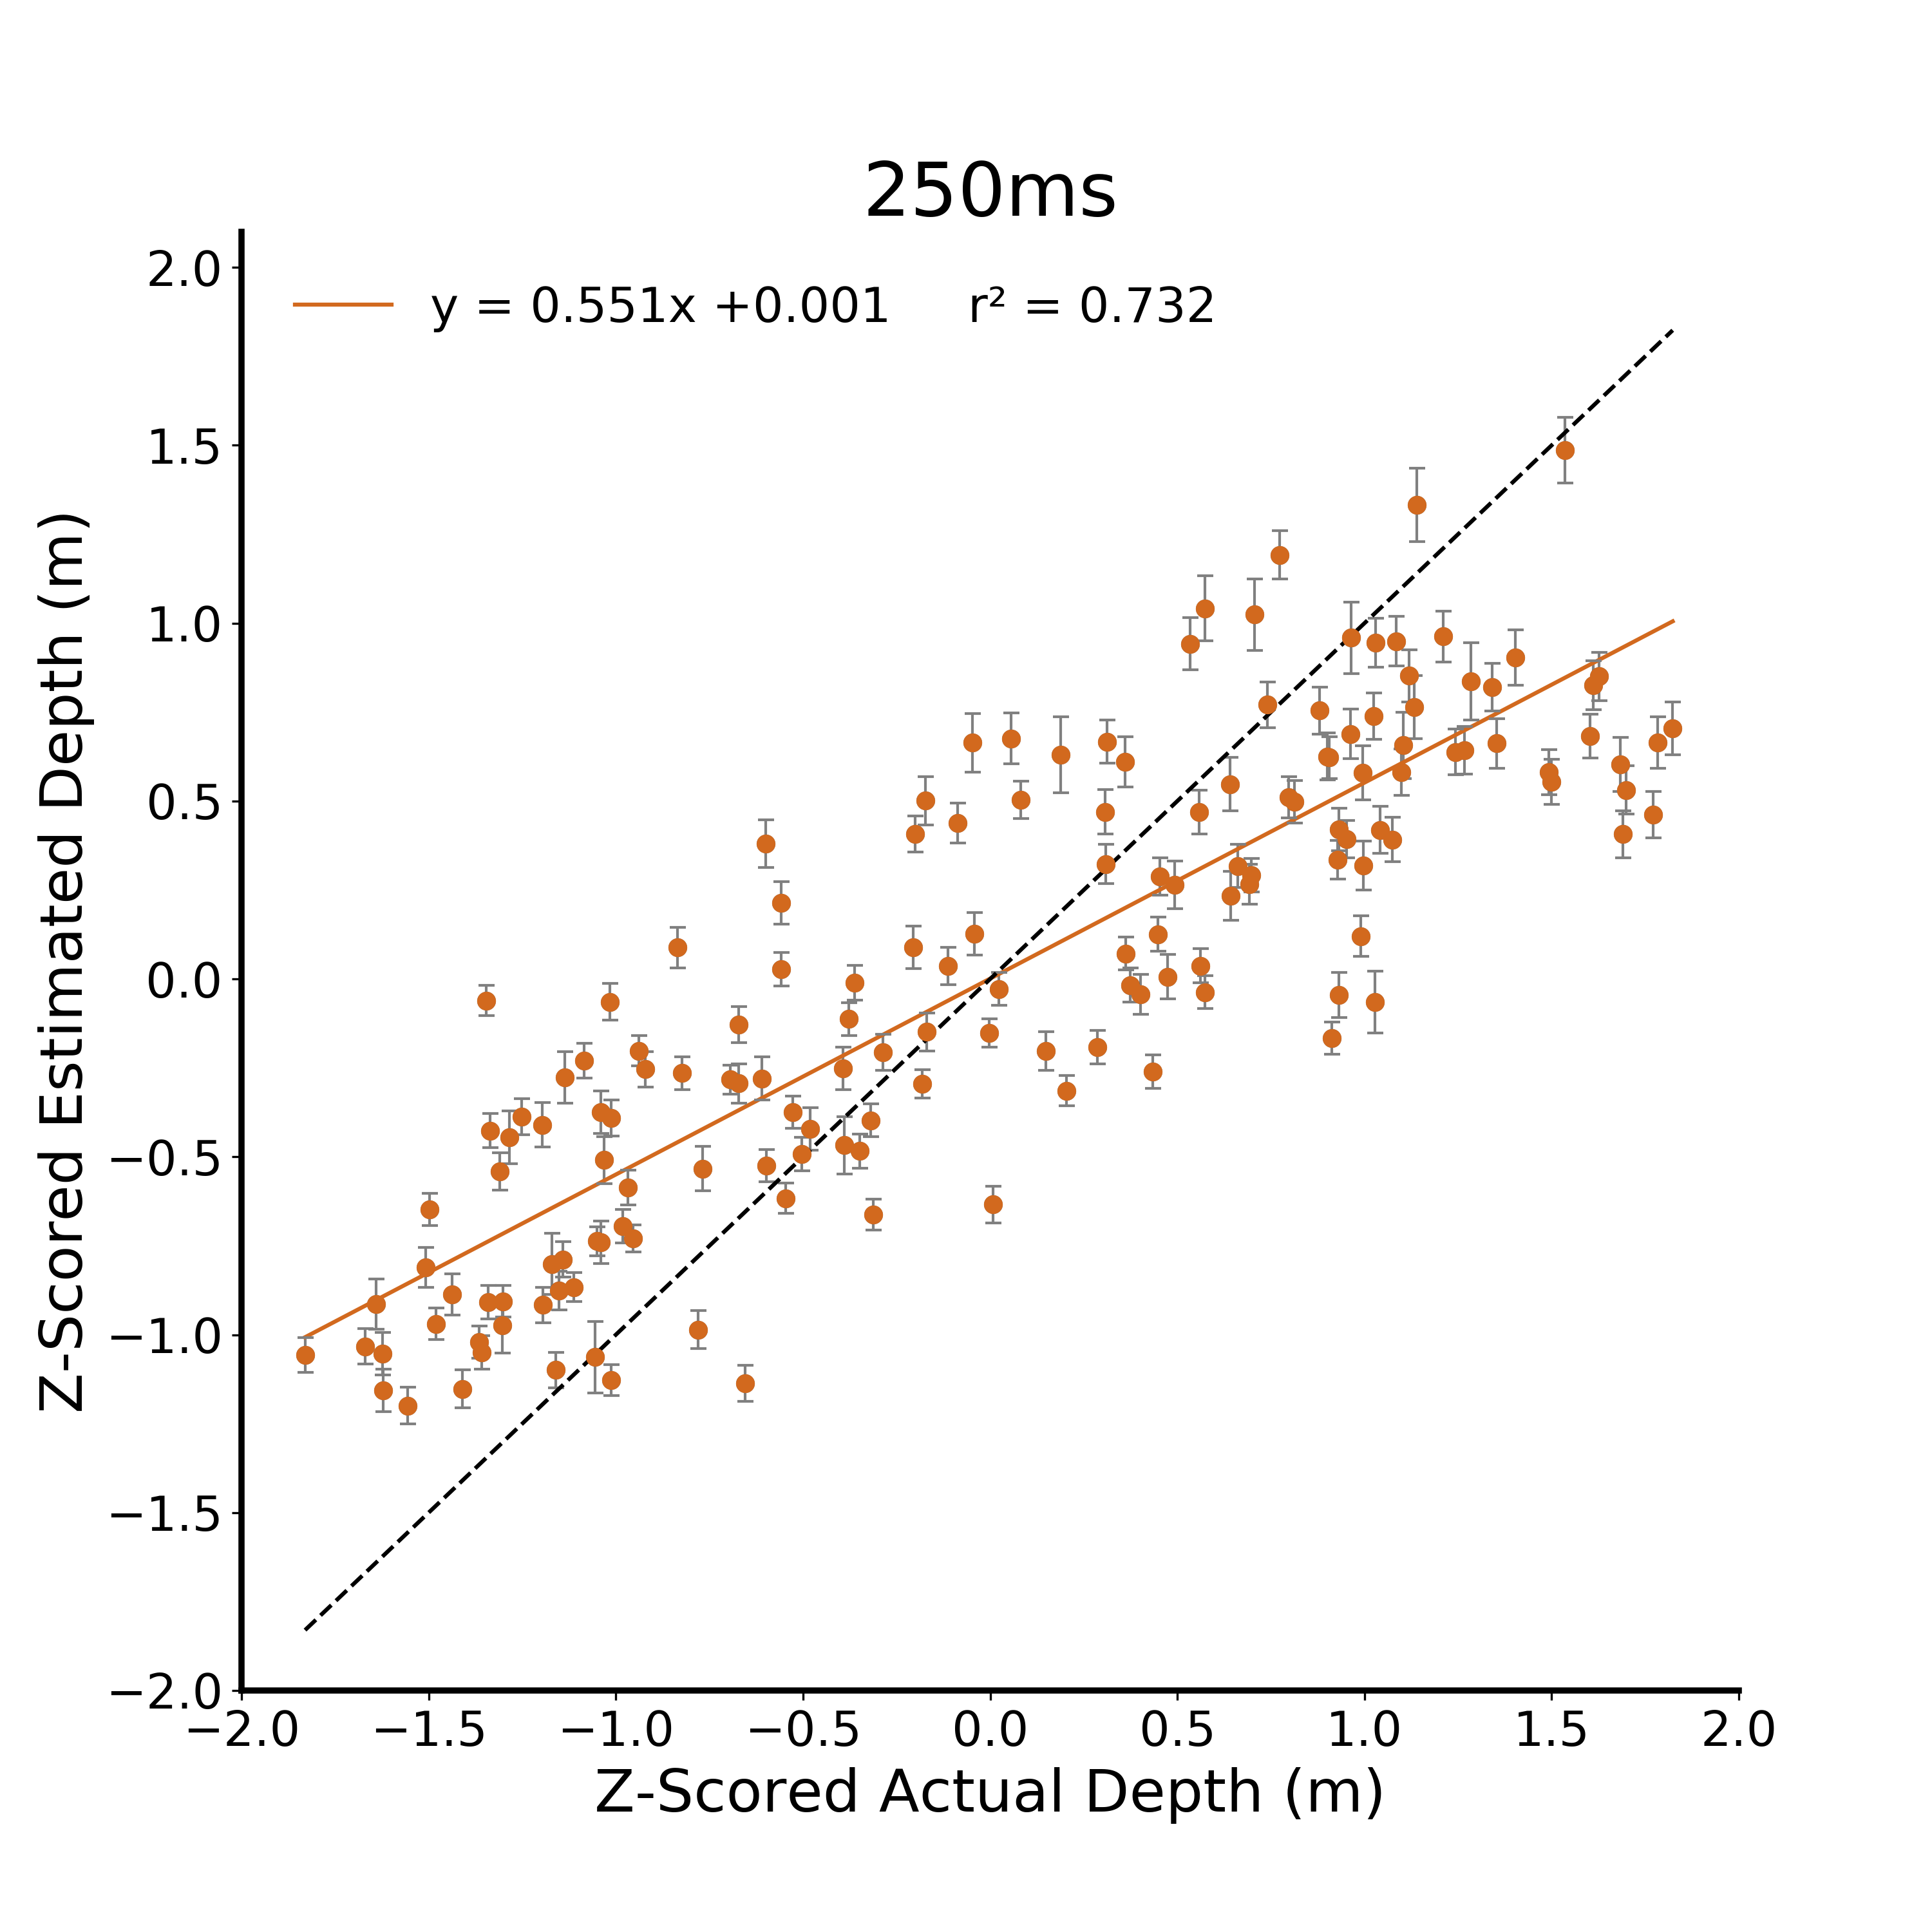 250ms
y = 0.551x +0.001 r² = 0.732
2.0
1.5
1.0
0.5
0.0
−0.5
−1.0
−1.5
−2.0
Z-Scored Estimated Depth (m)
−2.0 −1.5 −1.0 −0.5 0.0 0.5 1.0 1.5 2.0
Z-Scored Actual Depth (m)